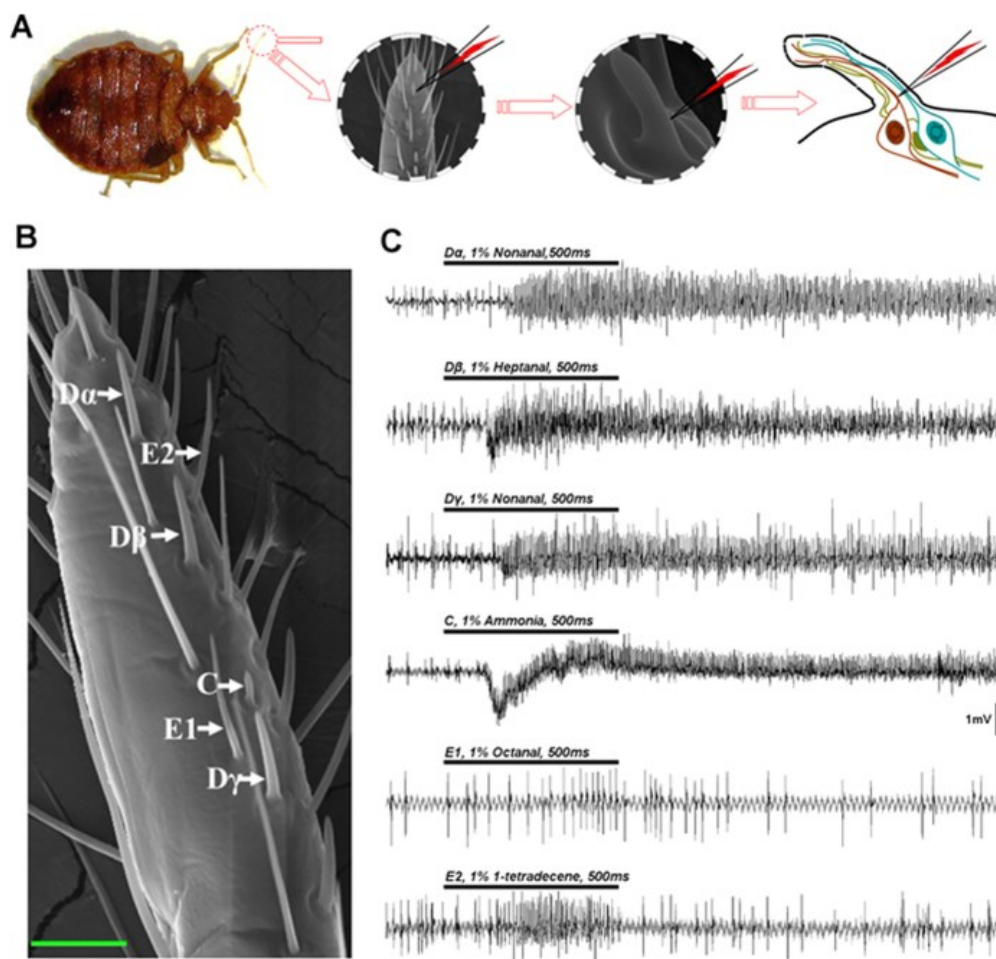 A
B
Dα
E2
Dβ
C
E1
Dγ
C
Dα, 1% Nonanal,500ms
Dβ, 1% Heptanal, 500ms
Dγ, 1% Nonanal, 500ms
C, 1% Ammonia, 500ms
1mV
E1, 1% Octanal, 500ms
E2, 1% 1-tetradecene, 500ms